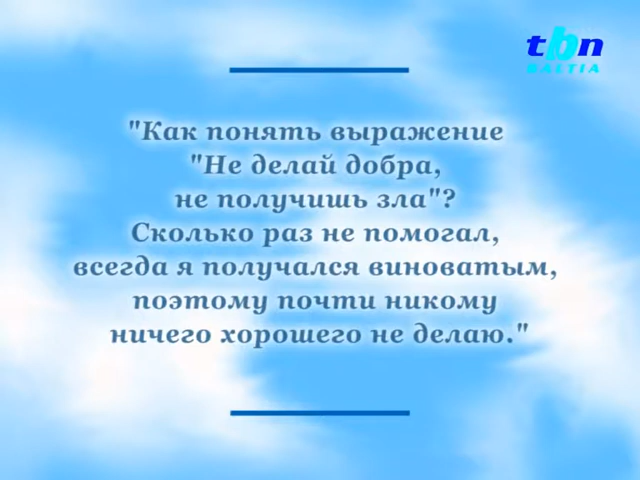 tbn
BALTIA
"Как понять выражение
"Не делай добра,
не получишь зла"?
Сколько раз не помогал,
всегда я получался виноватым,
поэтому почти никому
ничего хорошего не делаю."